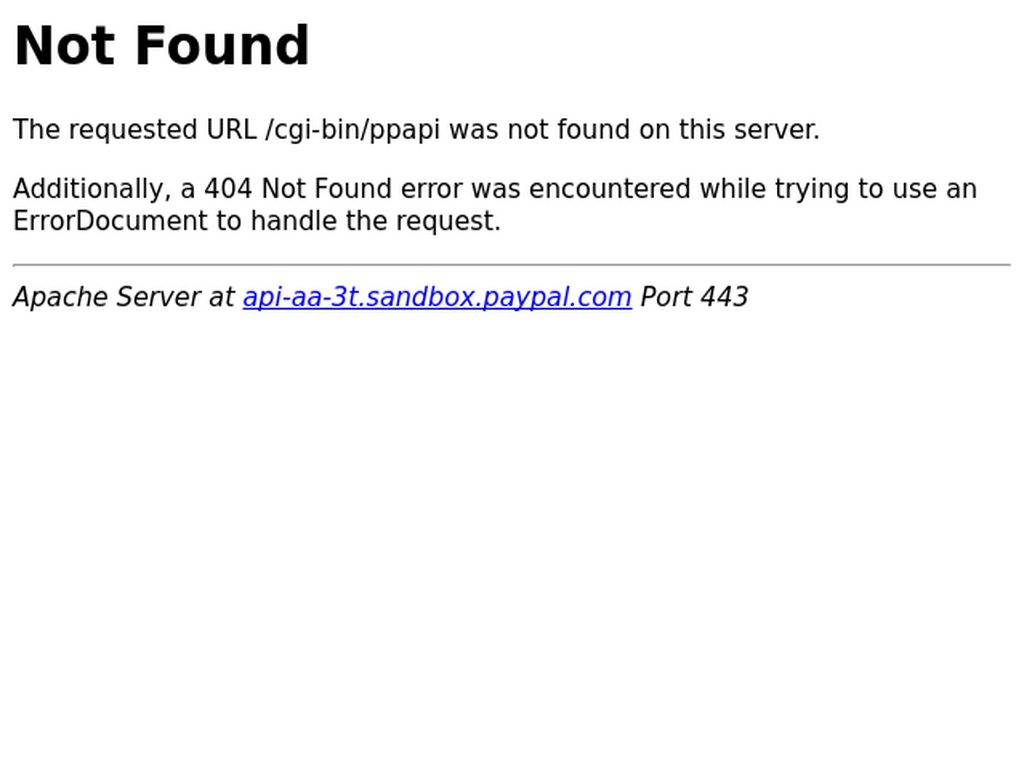 Not Found
The requested URL /cgi-bin/ppapi was not found on this server.
Additionally, a 404 Not Found error was encountered while trying to use an
ErrorDocument to handle the request.
Apache Server at api-aa-3t.sandbox.paypal.com Port 443